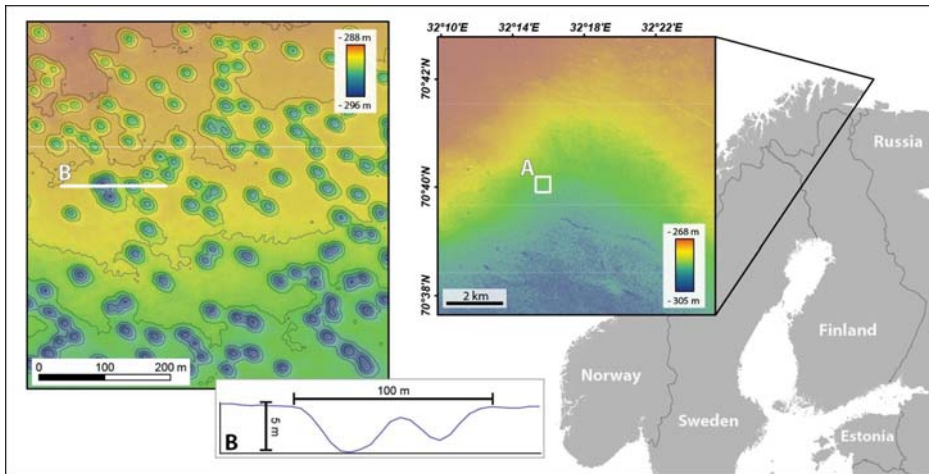 - 288 m
- 296 m
B
0 100 200 m
32°10'E 32°14'E 32°18'E 32°22'E
70°42'N
70°40'N
70°38'N
A
- 268 m
- 305 m
2 km
Russia
Finland
Norway
Sweden
Estonia
100 m
5 m
B